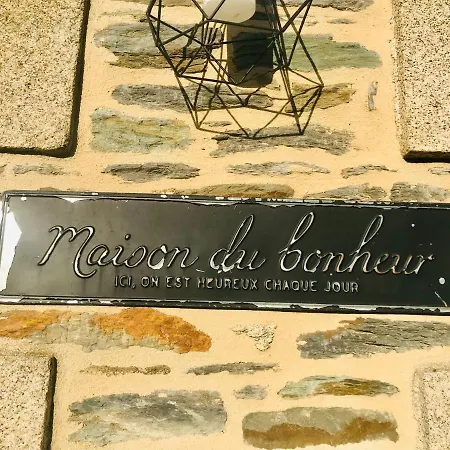 Maison du bonheur
ICI, ON EST HEUREUX CHAQUE JOUR